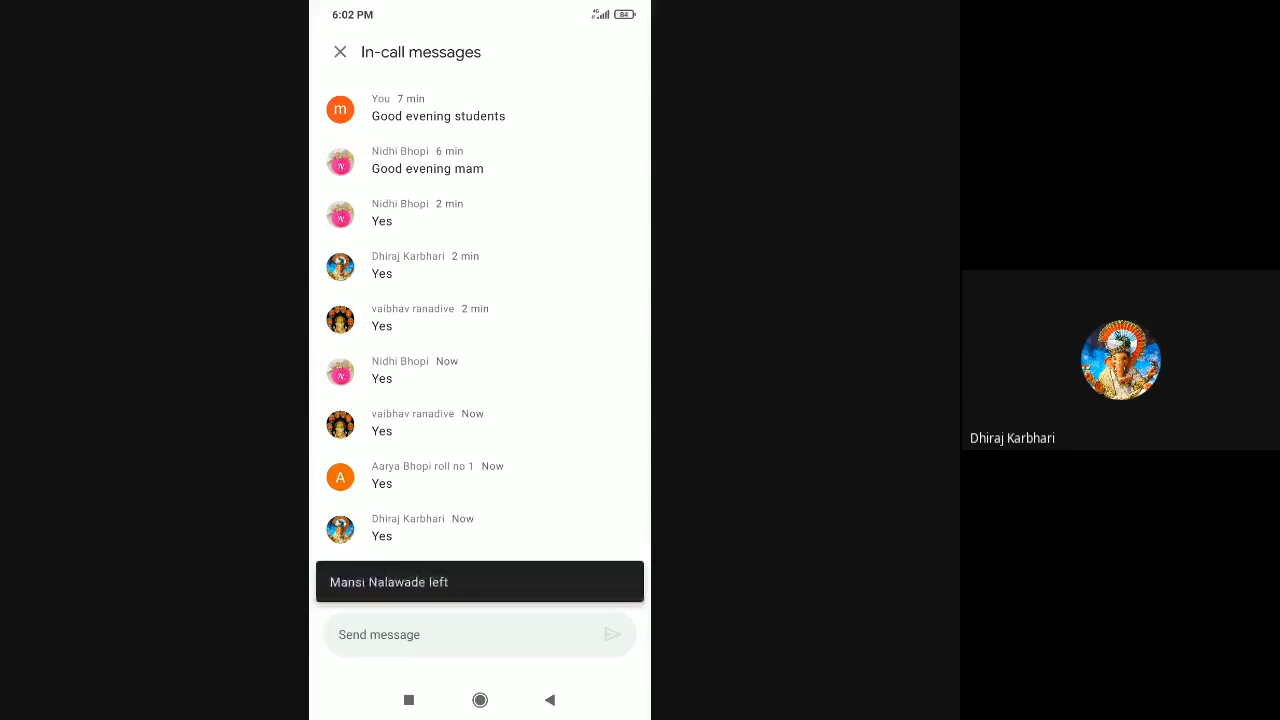 6:02 PM 4G 84
In-call messages
m
You 7 min
Good evening students
N
Nidhi Bhopi 6 min
Good evening mam
N
Nidhi Bhopi 2 min
Yes
Dhiraj Karbhari 2 min
Yes
vaibhav ranadive 2 min
Yes
N
Nidhi Bhopi Now
Yes
vaibhav ranadive Now
Yes
A
Aarya Bhopi roll no 1 Now
Yes
Dhiraj Karbhari Now
Yes
Mansi Nalawade left
Send message
Dhiraj Karbhari